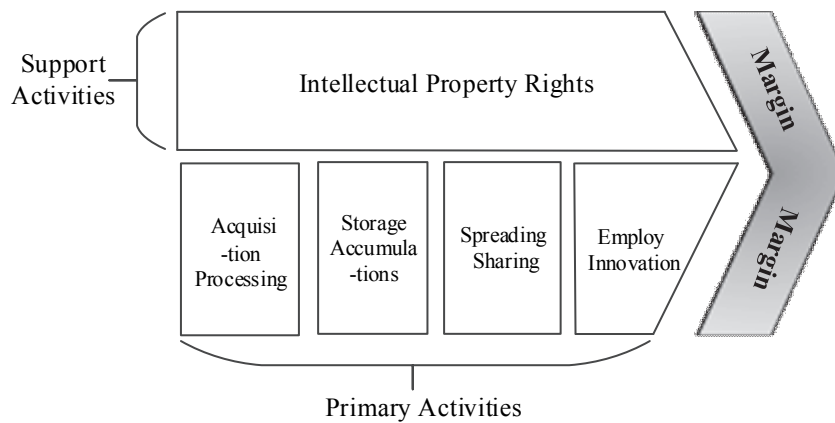 Support
Activities
Intellectual Property Rights
Margin
Margin
Acquisi
-tion
Processing
Storage
Accumula
-tions
Spreading
Sharing
Employ
Innovation
Primary Activities